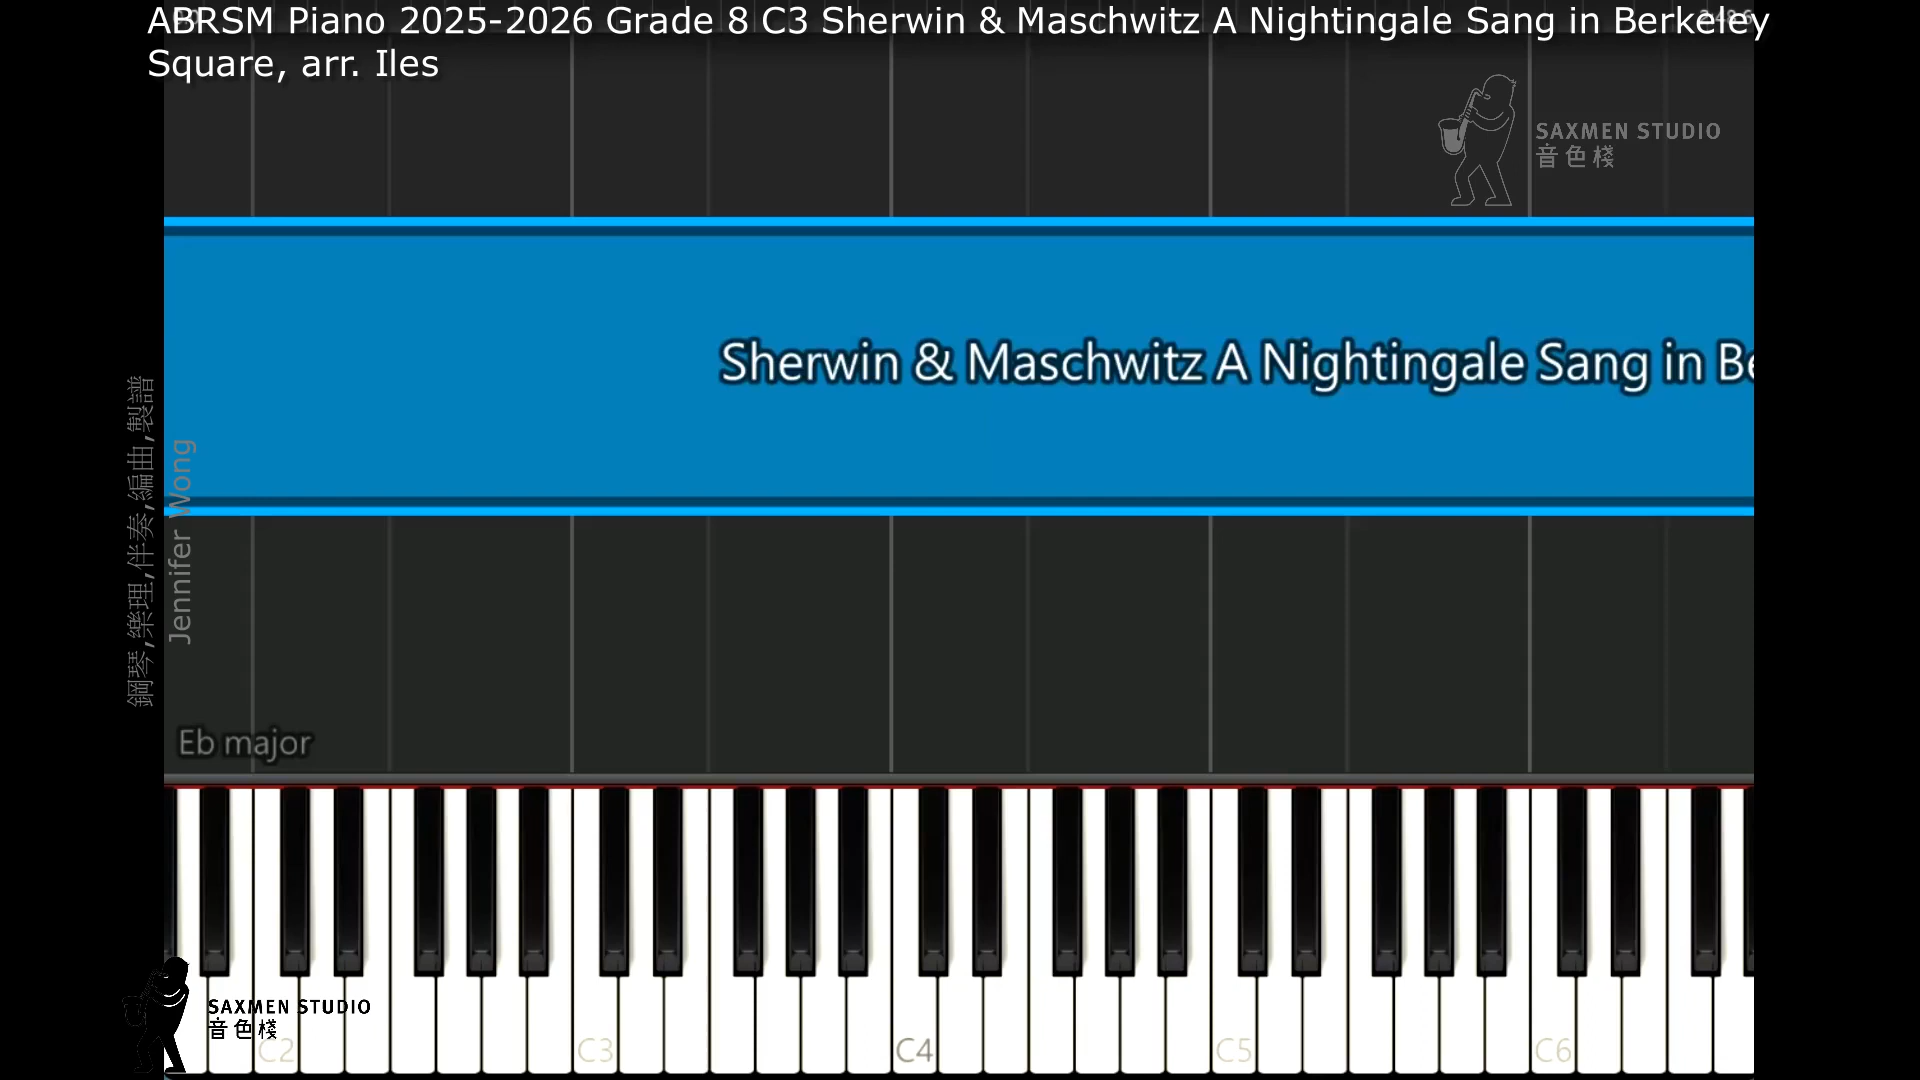 ABRSM Piano 2025-2026 Grade 8 C3 Sherwin & Maschwitz A Nightingale Sang in Berkeley
Square, arr. Iles
SAXMEN STUDIO
音色棧
Sherwin & Maschwitz A Nightingale Sang in Be
鋼琴,樂理,伴奏,編曲,製譜
Jennifer Wong
Eb major
SAXMEN STUDIO
音色棧
C2
C3
C4
C5
C6